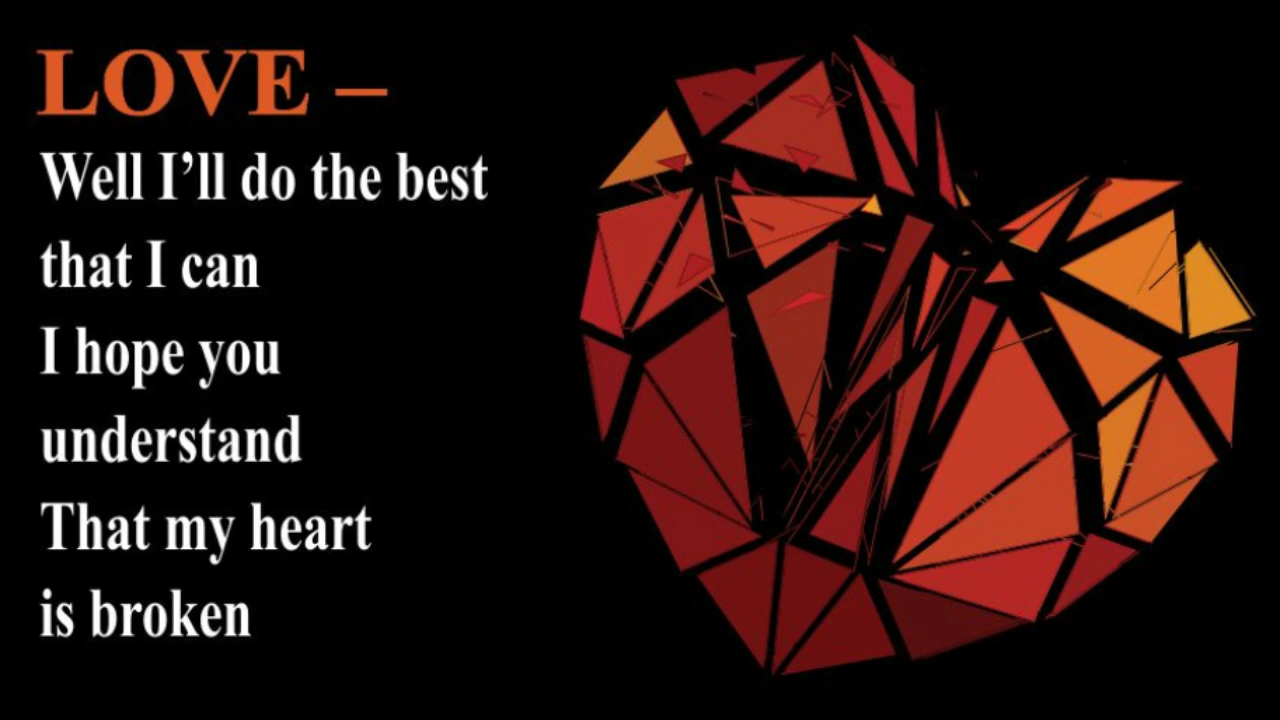 LOVE –
Well I’ll do the best
that I can
I hope you
understand
That my heart
is broken